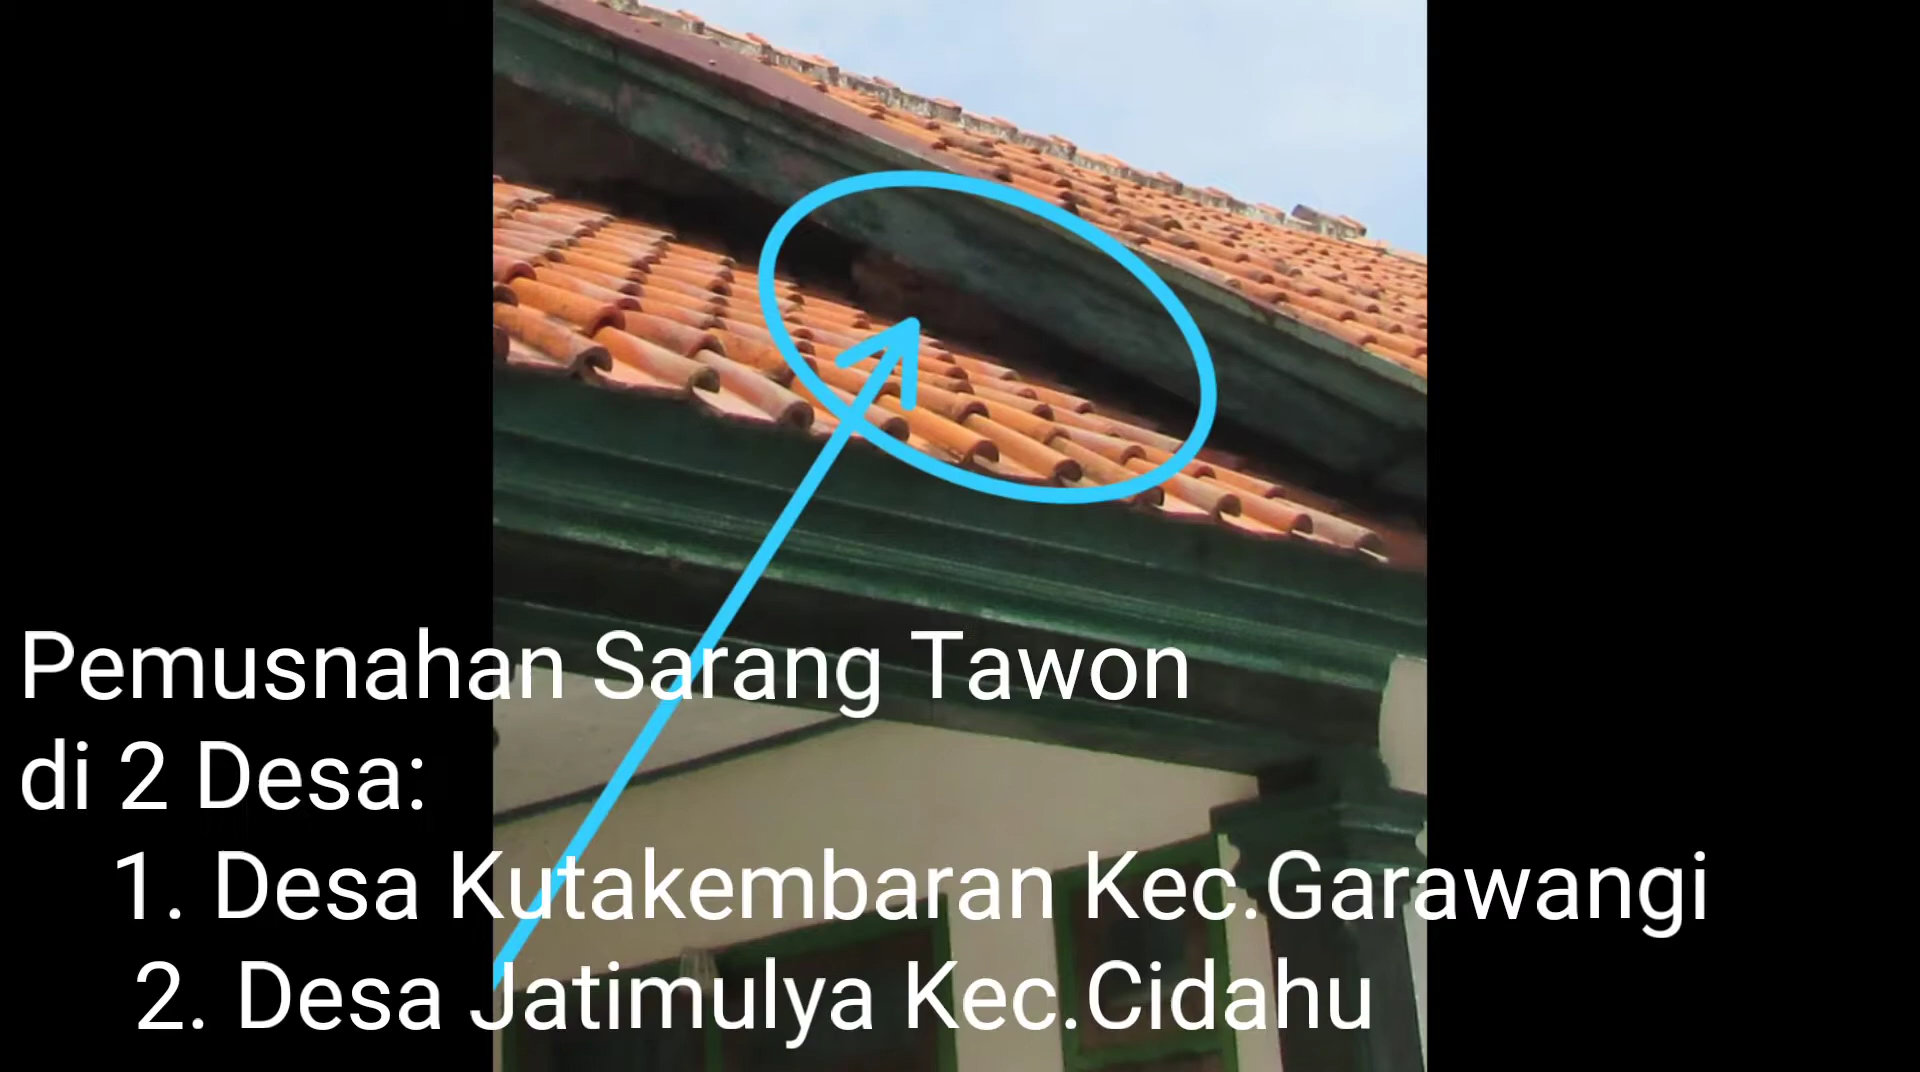 Pemusnahan Sarang Tawon
di 2 Desa:
1. Desa Kutakembaran Kec.Garawangi
2. Desa Jatimulya Kec.Cidahu